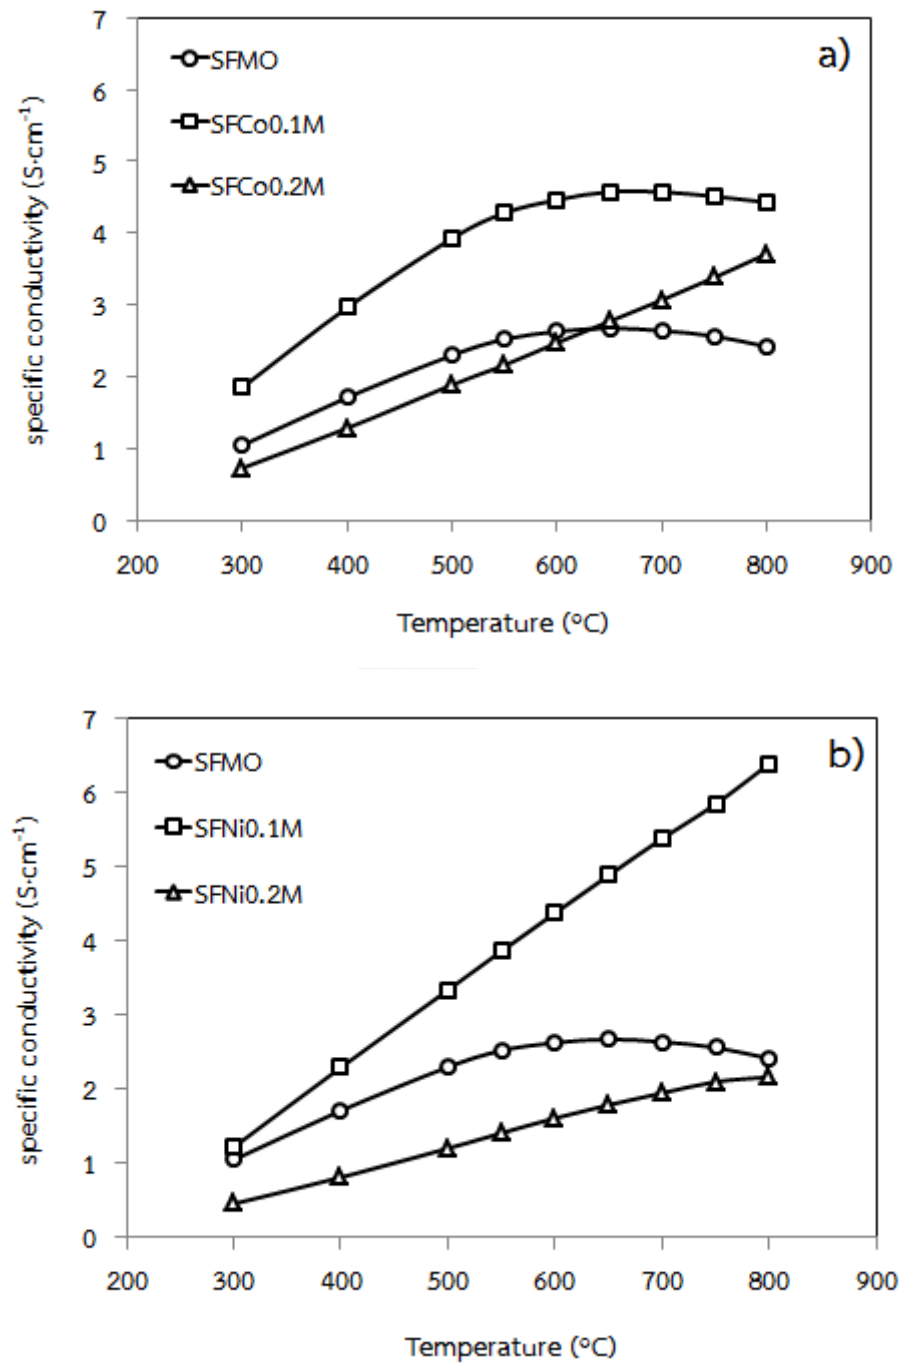 7
6
5
4
3
2
1
0
specific conductivity (S·cm⁻¹)
SFMO
SFCo0.1M
SFCo0.2M
a)
200 300 400 500 600 700 800 900
Temperature (ºC)
7
6
5
4
3
2
1
0
specific conductivity (S·cm⁻¹)
SFMO
SFNi0.1M
SFNi0.2M
b)
200 300 400 500 600 700 800 900
Temperature (ºC)